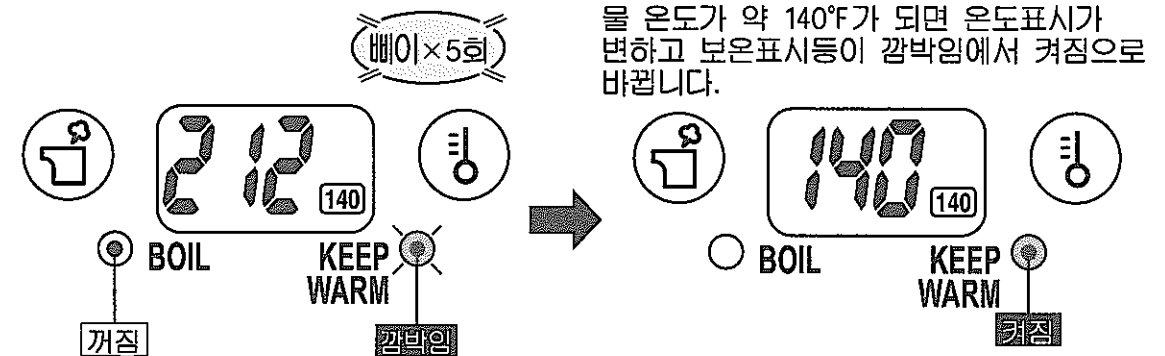 삐이×5회
212
140
BOIL
KEEP
WARM
꺼짐
깜박임
물 온도가 약 140°F가 되면 온도표시가
변하고 보온표시등이 깜박임에서 켜짐으로
바뀝니다.
140
140
BOIL
KEEP
WARM
켜짐